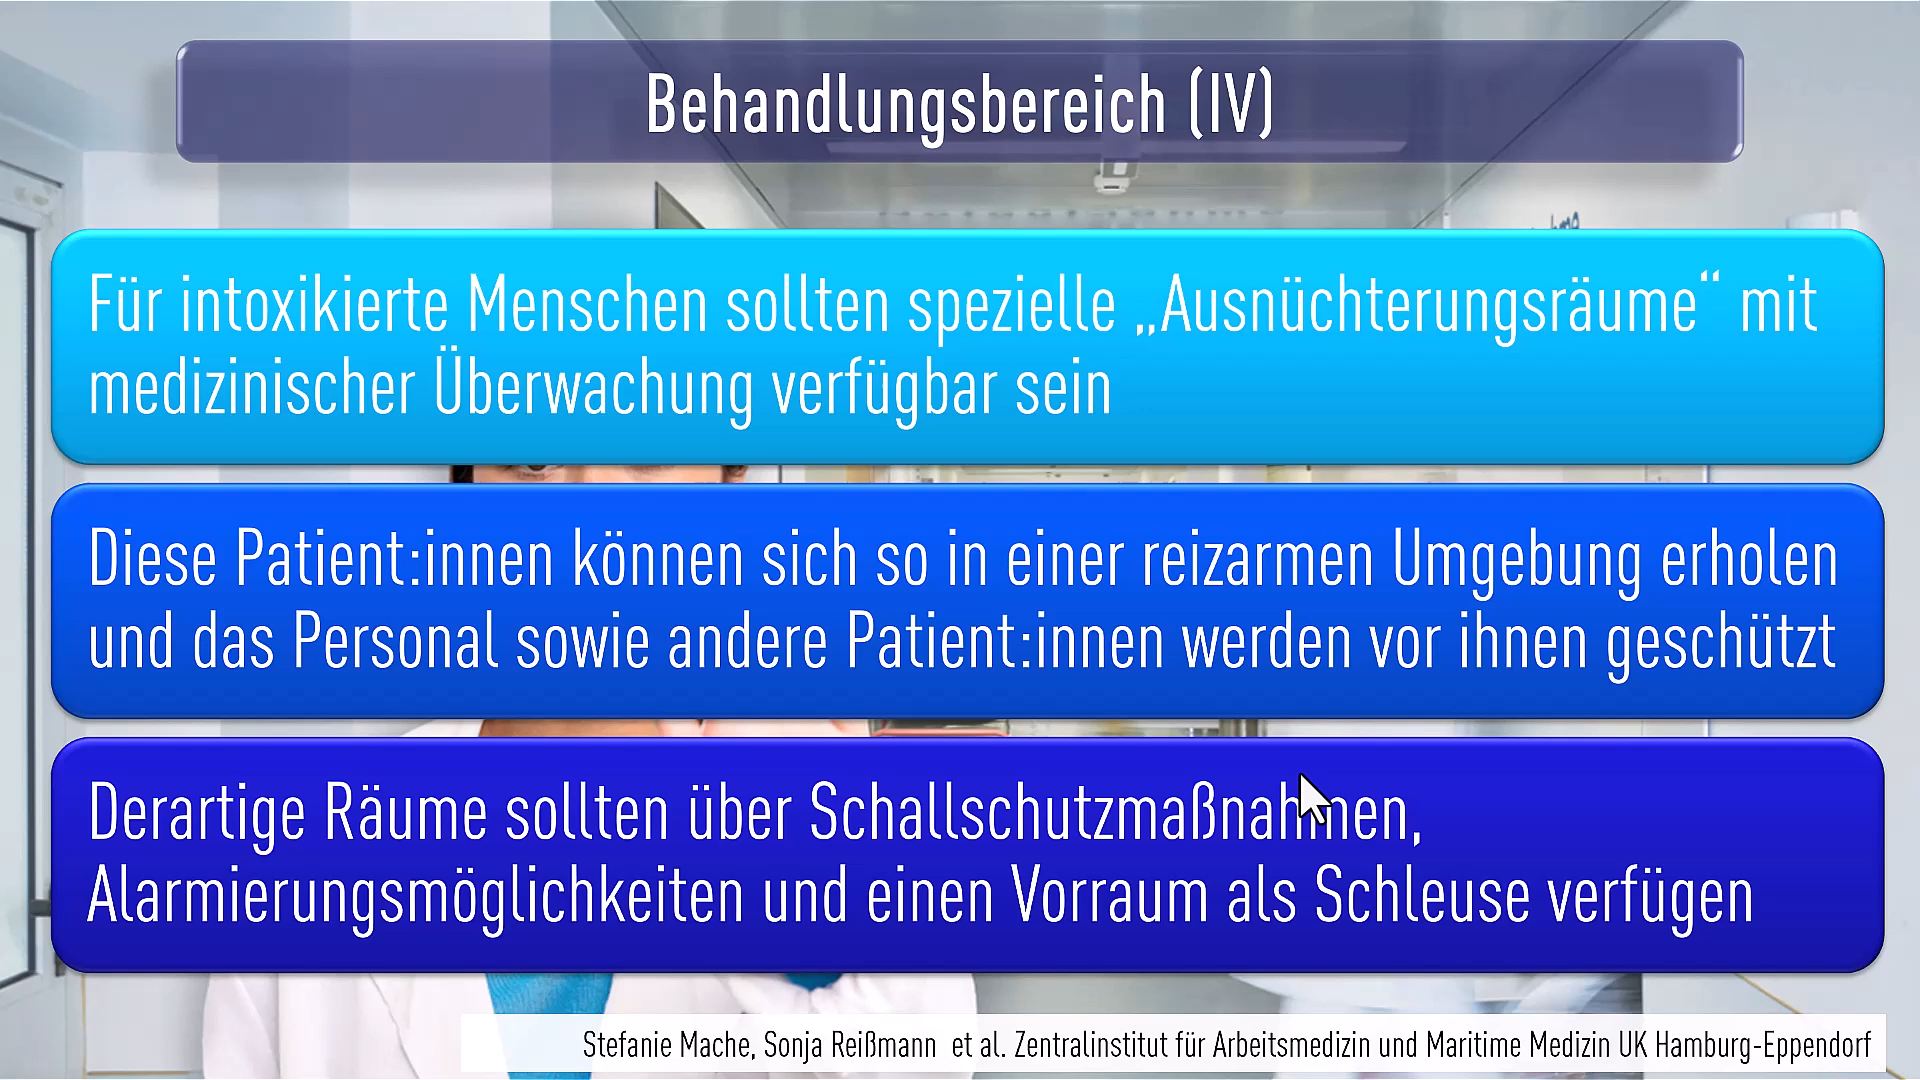 Behandlungsbereich (IV)
Für intoxikierte Menschen sollten spezielle „Ausnüchterungsräume“ mit
medizinischer Überwachung verfügbar sein
Diese Patient:innen können sich so in einer reizarmen Umgebung erholen
und das Personal sowie andere Patient:innen werden vor ihnen geschützt
Derartige Räume sollten über Schallschutzmaßnahmen,
Alarmierungsmöglichkeiten und einen Vorraum als Schleuse verfügen
Stefanie Mache, Sonja Reißmann et al. Zentralinstitut für Arbeitsmedizin und Maritime Medizin UK Hamburg-Eppendorf